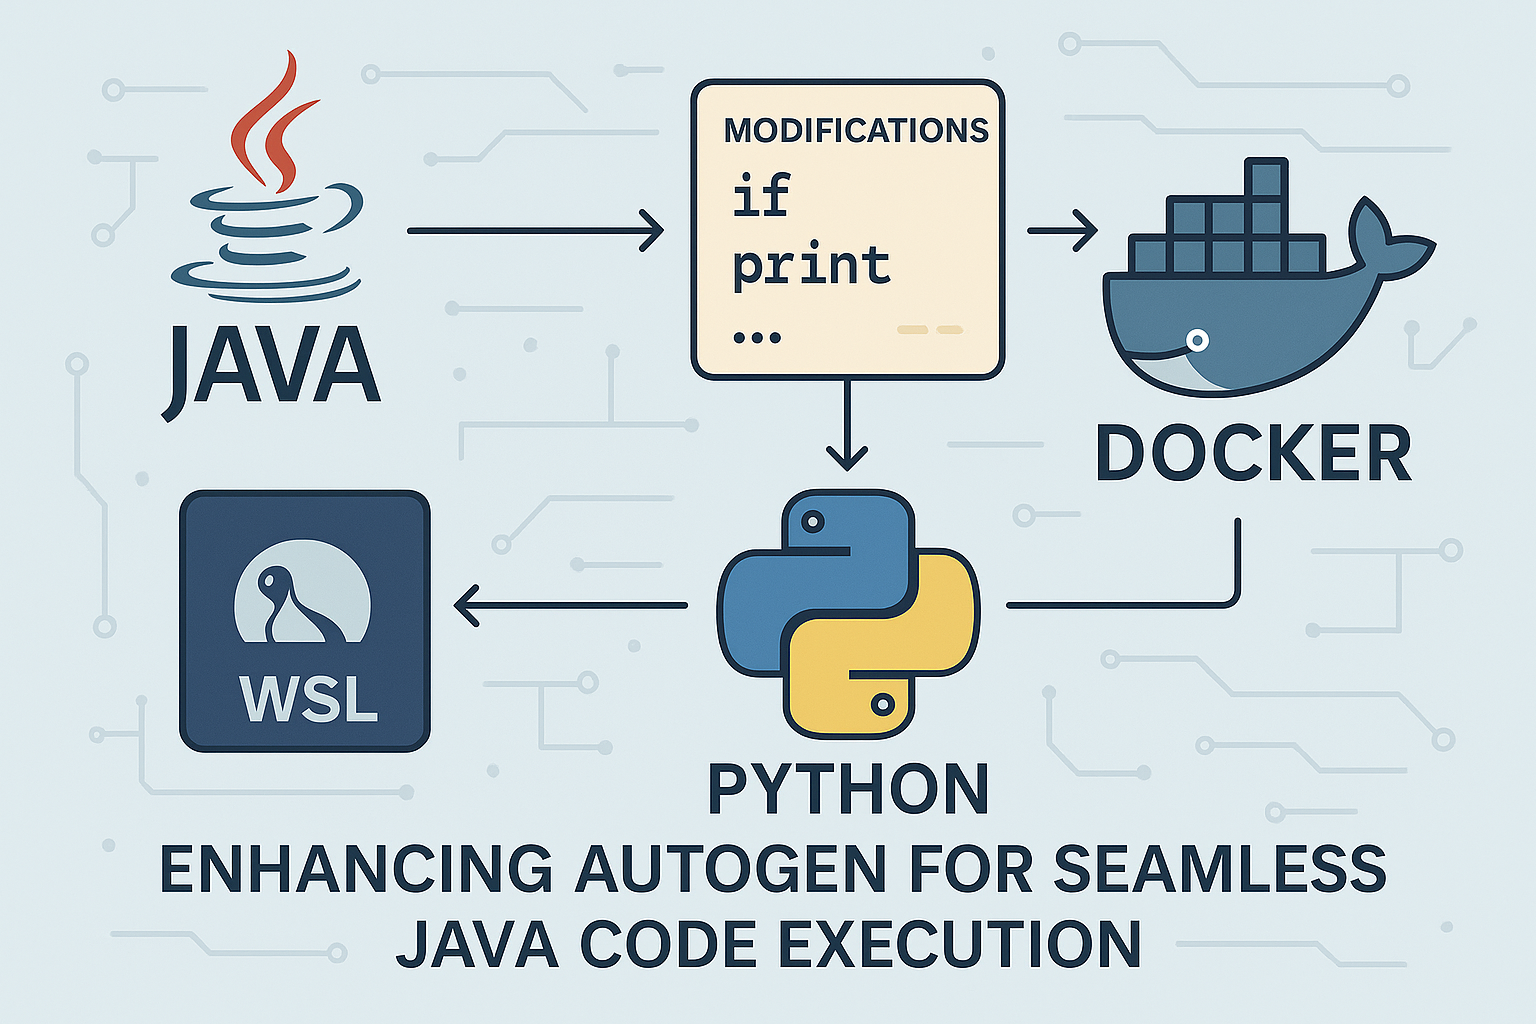 JAVA
MODIFICATIONS
if
print
...
DOCKER
WSL
PYTHON
ENHANCING AUTOGEN FOR SEAMLESS
JAVA CODE EXECUTION